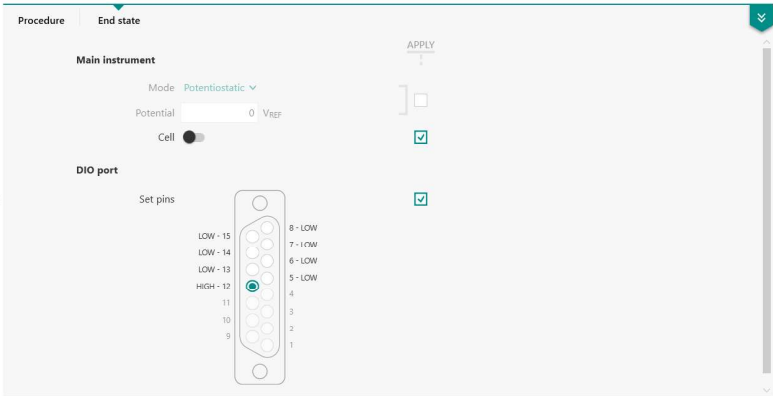 Procedure End state
APPLY
Main instrument
Mode Potentiostatic
Potential 0 VREF
Cell
DIO port
Set pins
8 - LOW
LOW - 15
7 - LOW
LOW - 14
6 - LOW
LOW - 13
5 - LOW
HIGH - 12
4
11
3
10
2
9
1